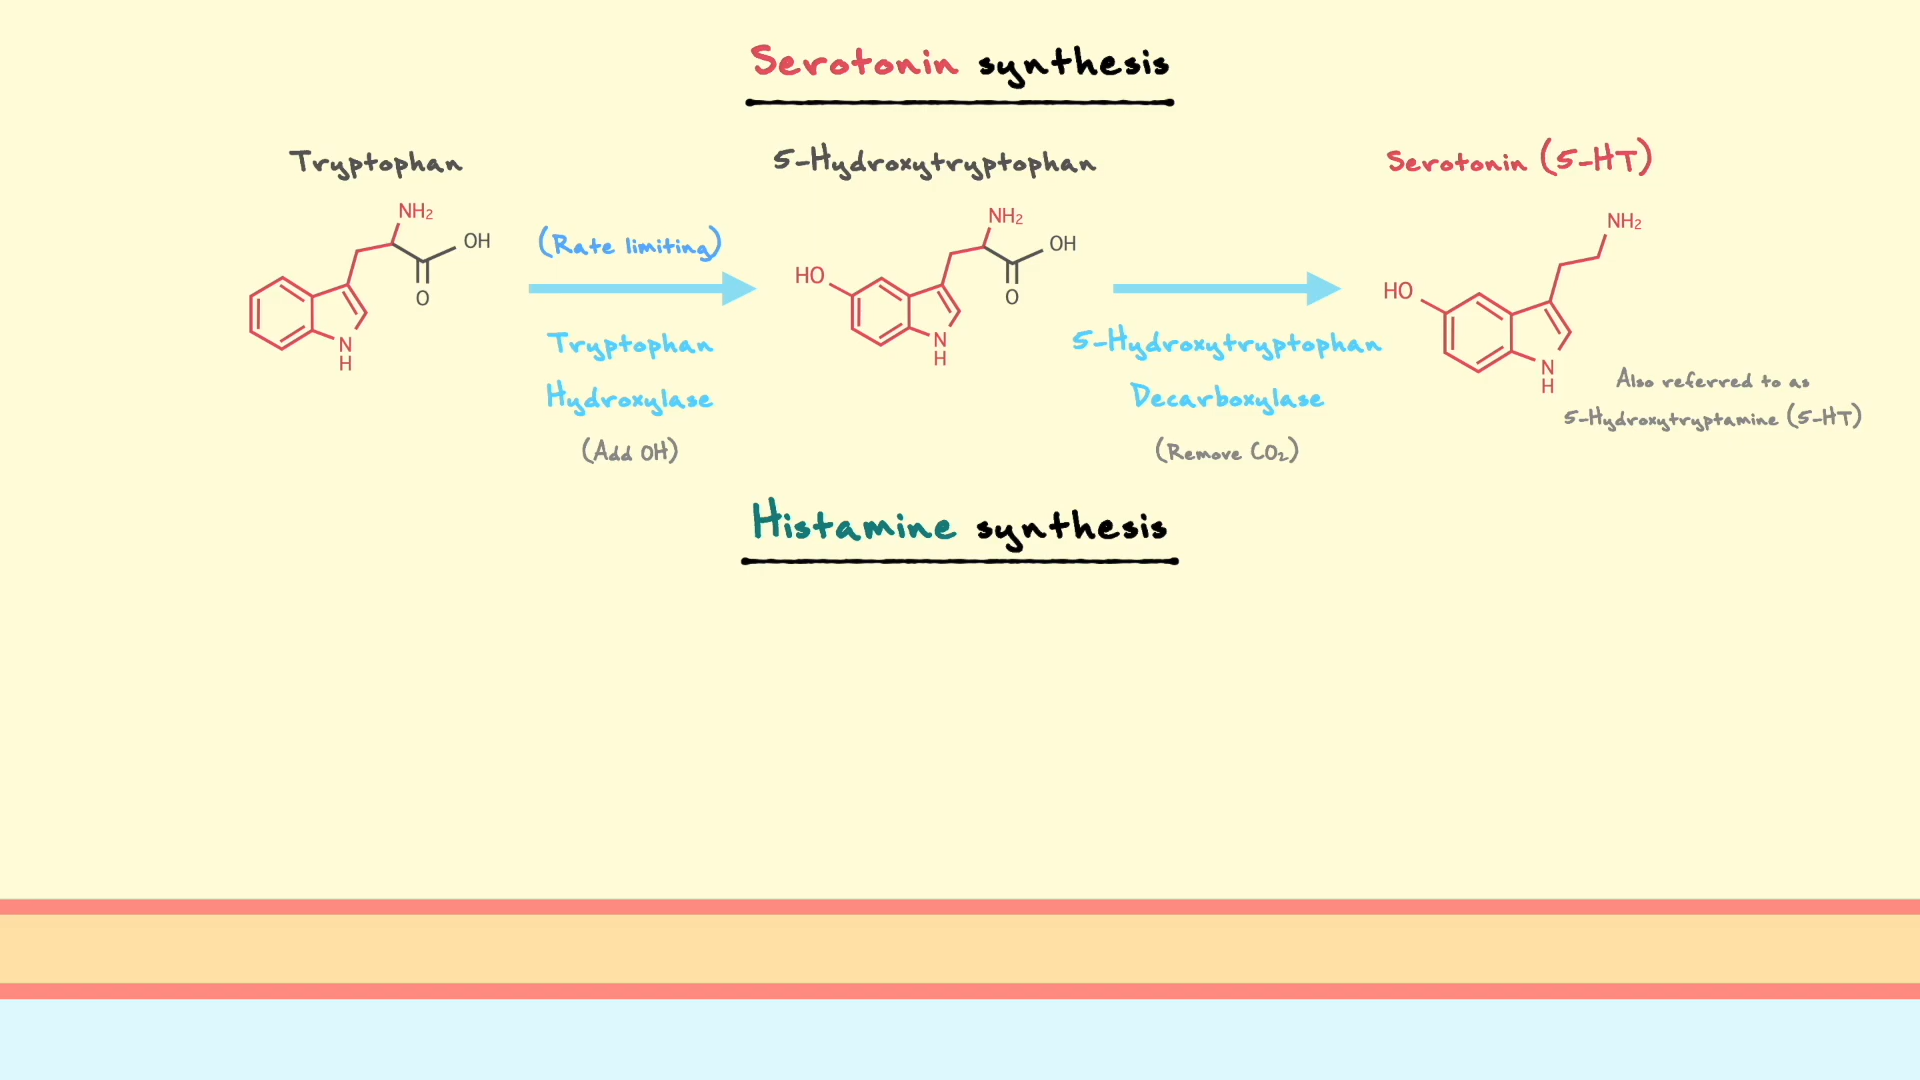 Serotonin synthesis
Tryptophan
5-Hydroxytryptophan
Serotonin (5-HT)
NH₂
OH
O
N
H
(Rate limiting)
Tryptophan
Hydroxylase
(Add OH)
HO
NH₂
OH
O
N
H
5-Hydroxytryptophan
Decarboxylase
(Remove CO₂)
HO
NH₂
N
H
Also referred to as
5-Hydroxytryptamine (5-HT)
Histamine synthesis